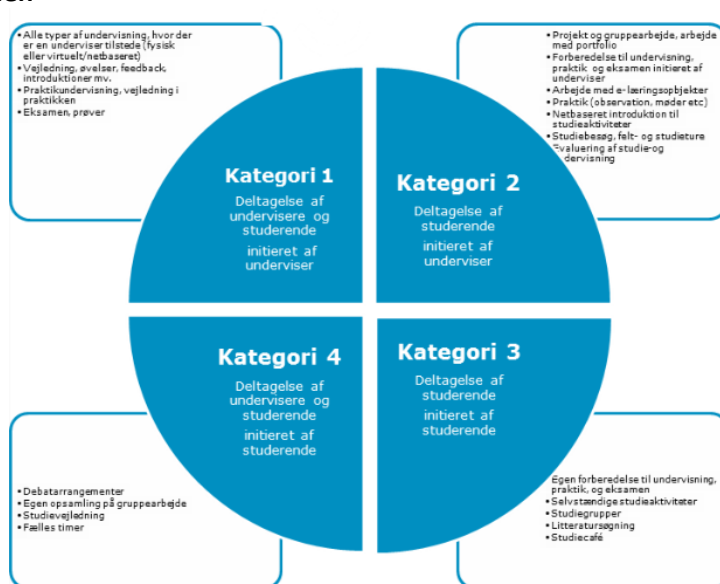 • Alle typer af undervisning, hvor der
er en underviser tilstede (fysisk
eller virtuelt/netbaseret)
• Vejledning, øvelser, feedback,
introduktioner mv.
• Praktikundervisning, vejledning i
praktikken
• Eksamen, prøver
• Projekt og gruppearbejde, arbejde
med portfolio
• Forberedelse til undervisning,
praktik og eksamen initieret af
underviser
• Arbejde med e-læringsobjekter
• Praktik (observation, møder etc)
• Netbaseret introduktion til
studieaktiviteter
• Studiebesøg, felt- og studieture
Evaluering af studie-og
dervisning
Kategori 1
Deltagelse af
undervisere og
studerende
initieret af
underviser
Kategori 2
Deltagelse af
studerende
initieret af
underviser
Kategori 4
Deltagelse af
undervisere og
studerende
initieret af
studerende
Kategori 3
Deltagelse af
studerende
initieret af
studerende
• Debatarrangementer
• Egen opsamling på gruppearbejde
• Studievejledning
• Fælles timer
Egen forberedelse til undervisning,
praktik, og eksamen
• Selvstændige studieaktiviteter
• Studiegrupper
• Litteratursøgning
• Studiecafé